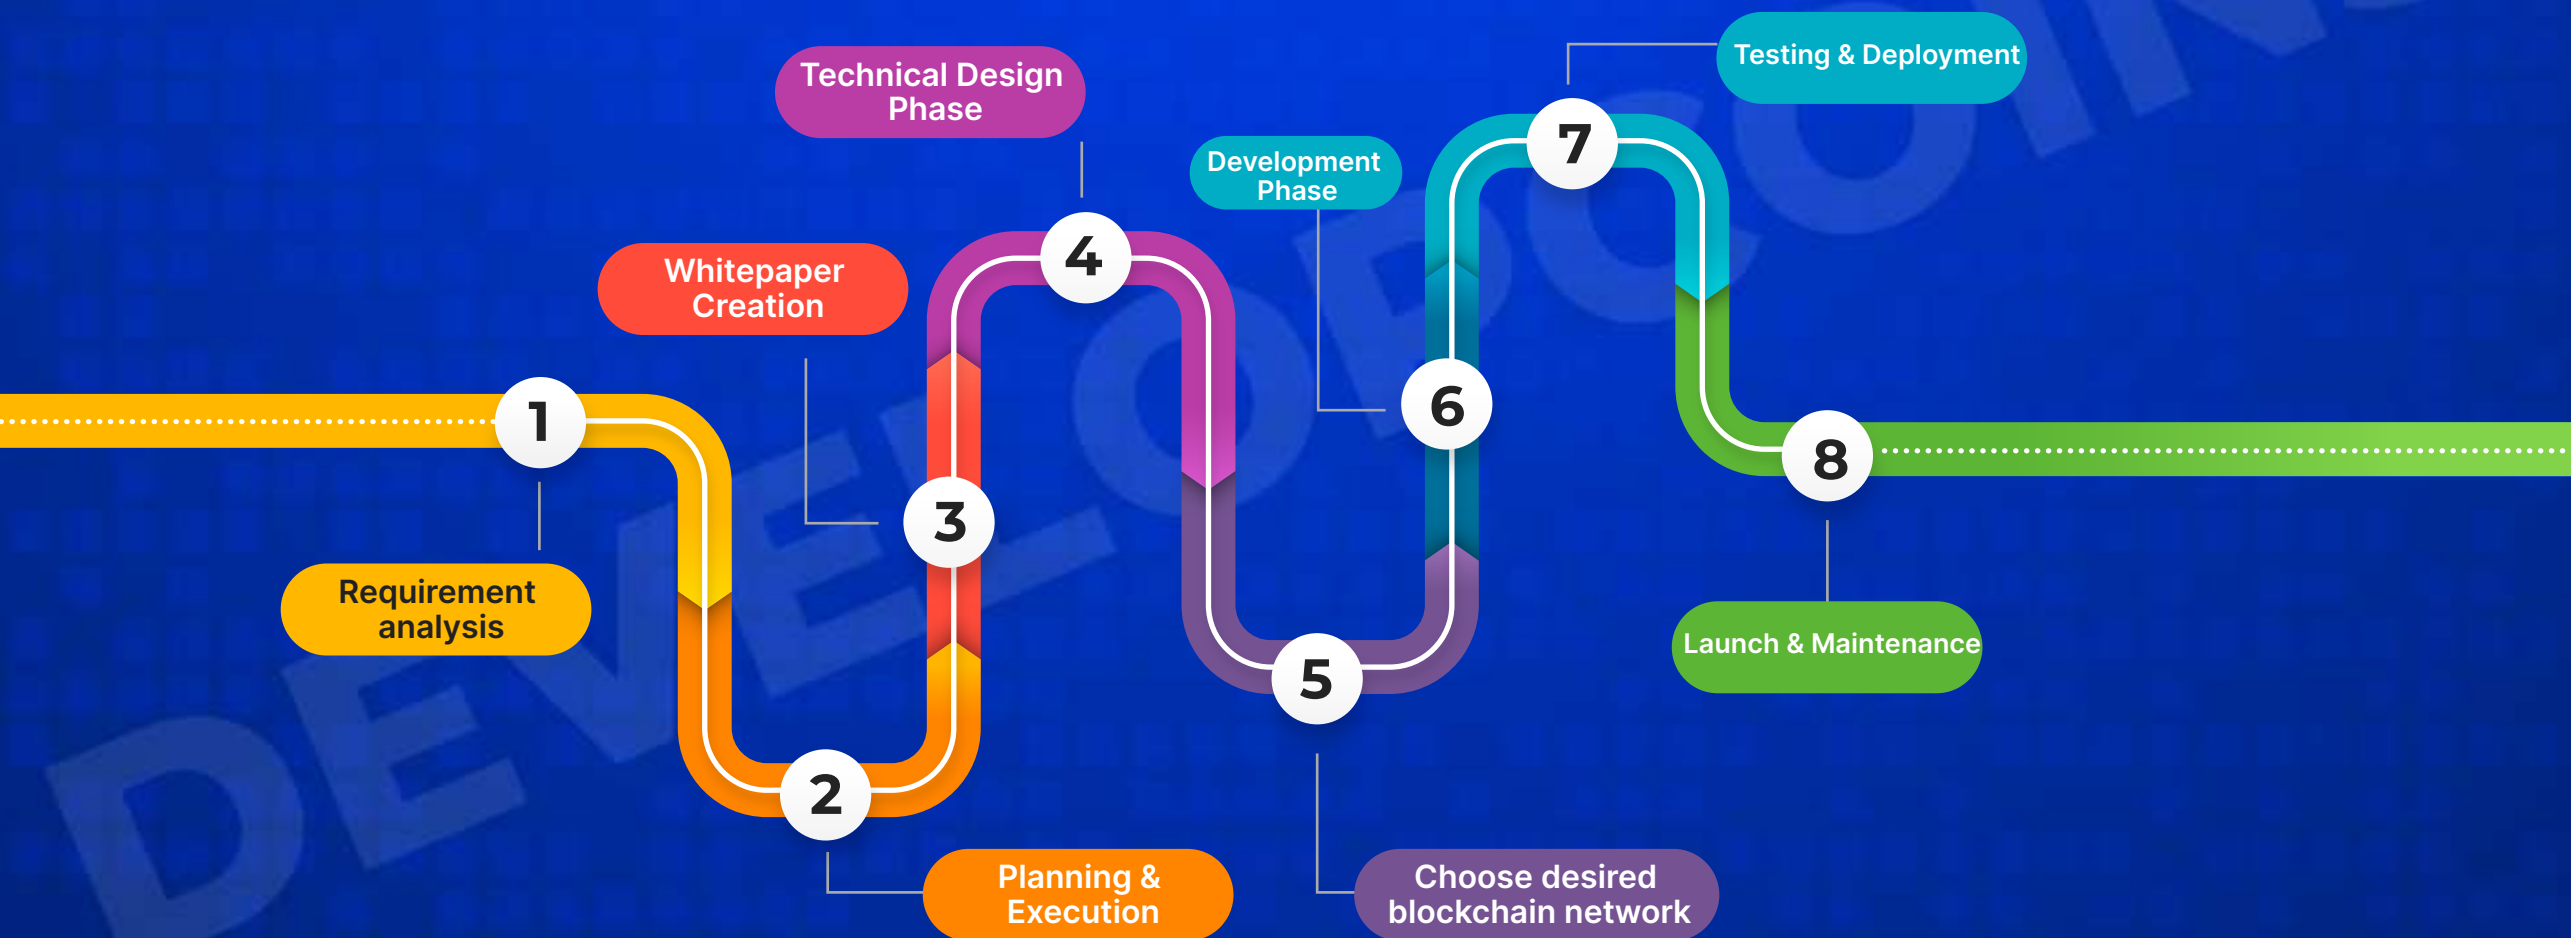 1
Requirement
analysis
2
Planning &
Execution
3
Whitepaper
Creation
4
Technical Design
Phase
5
Choose desired
blockchain network
6
Development
Phase
7
Testing & Deployment
8
Launch & Maintenance